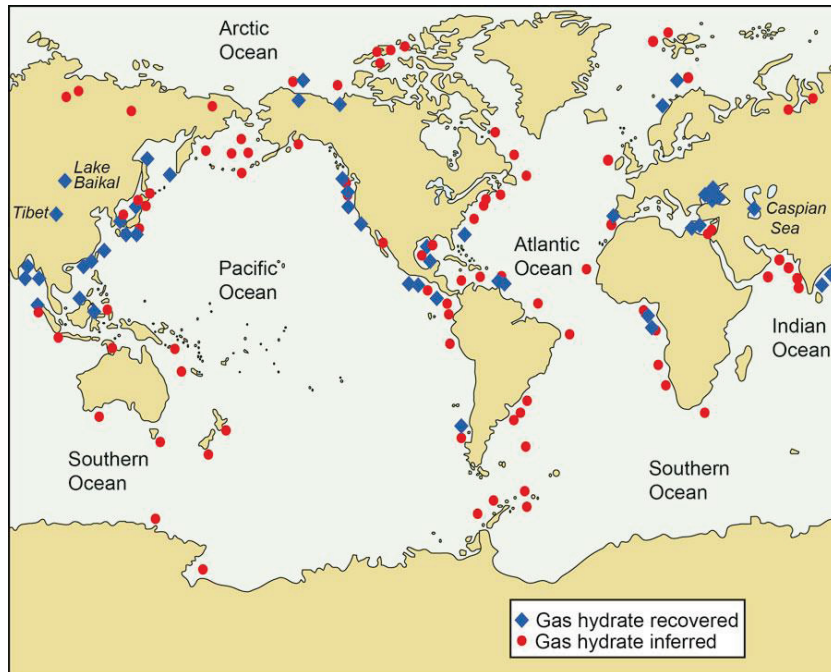 Arctic
Ocean
Lake
Baikal
Tibet
Caspian
Sea
Pacific
Ocean
Atlantic
Ocean
Indian
Ocean
Southern
Ocean
Southern
Ocean
Gas hydrate recovered
Gas hydrate inferred